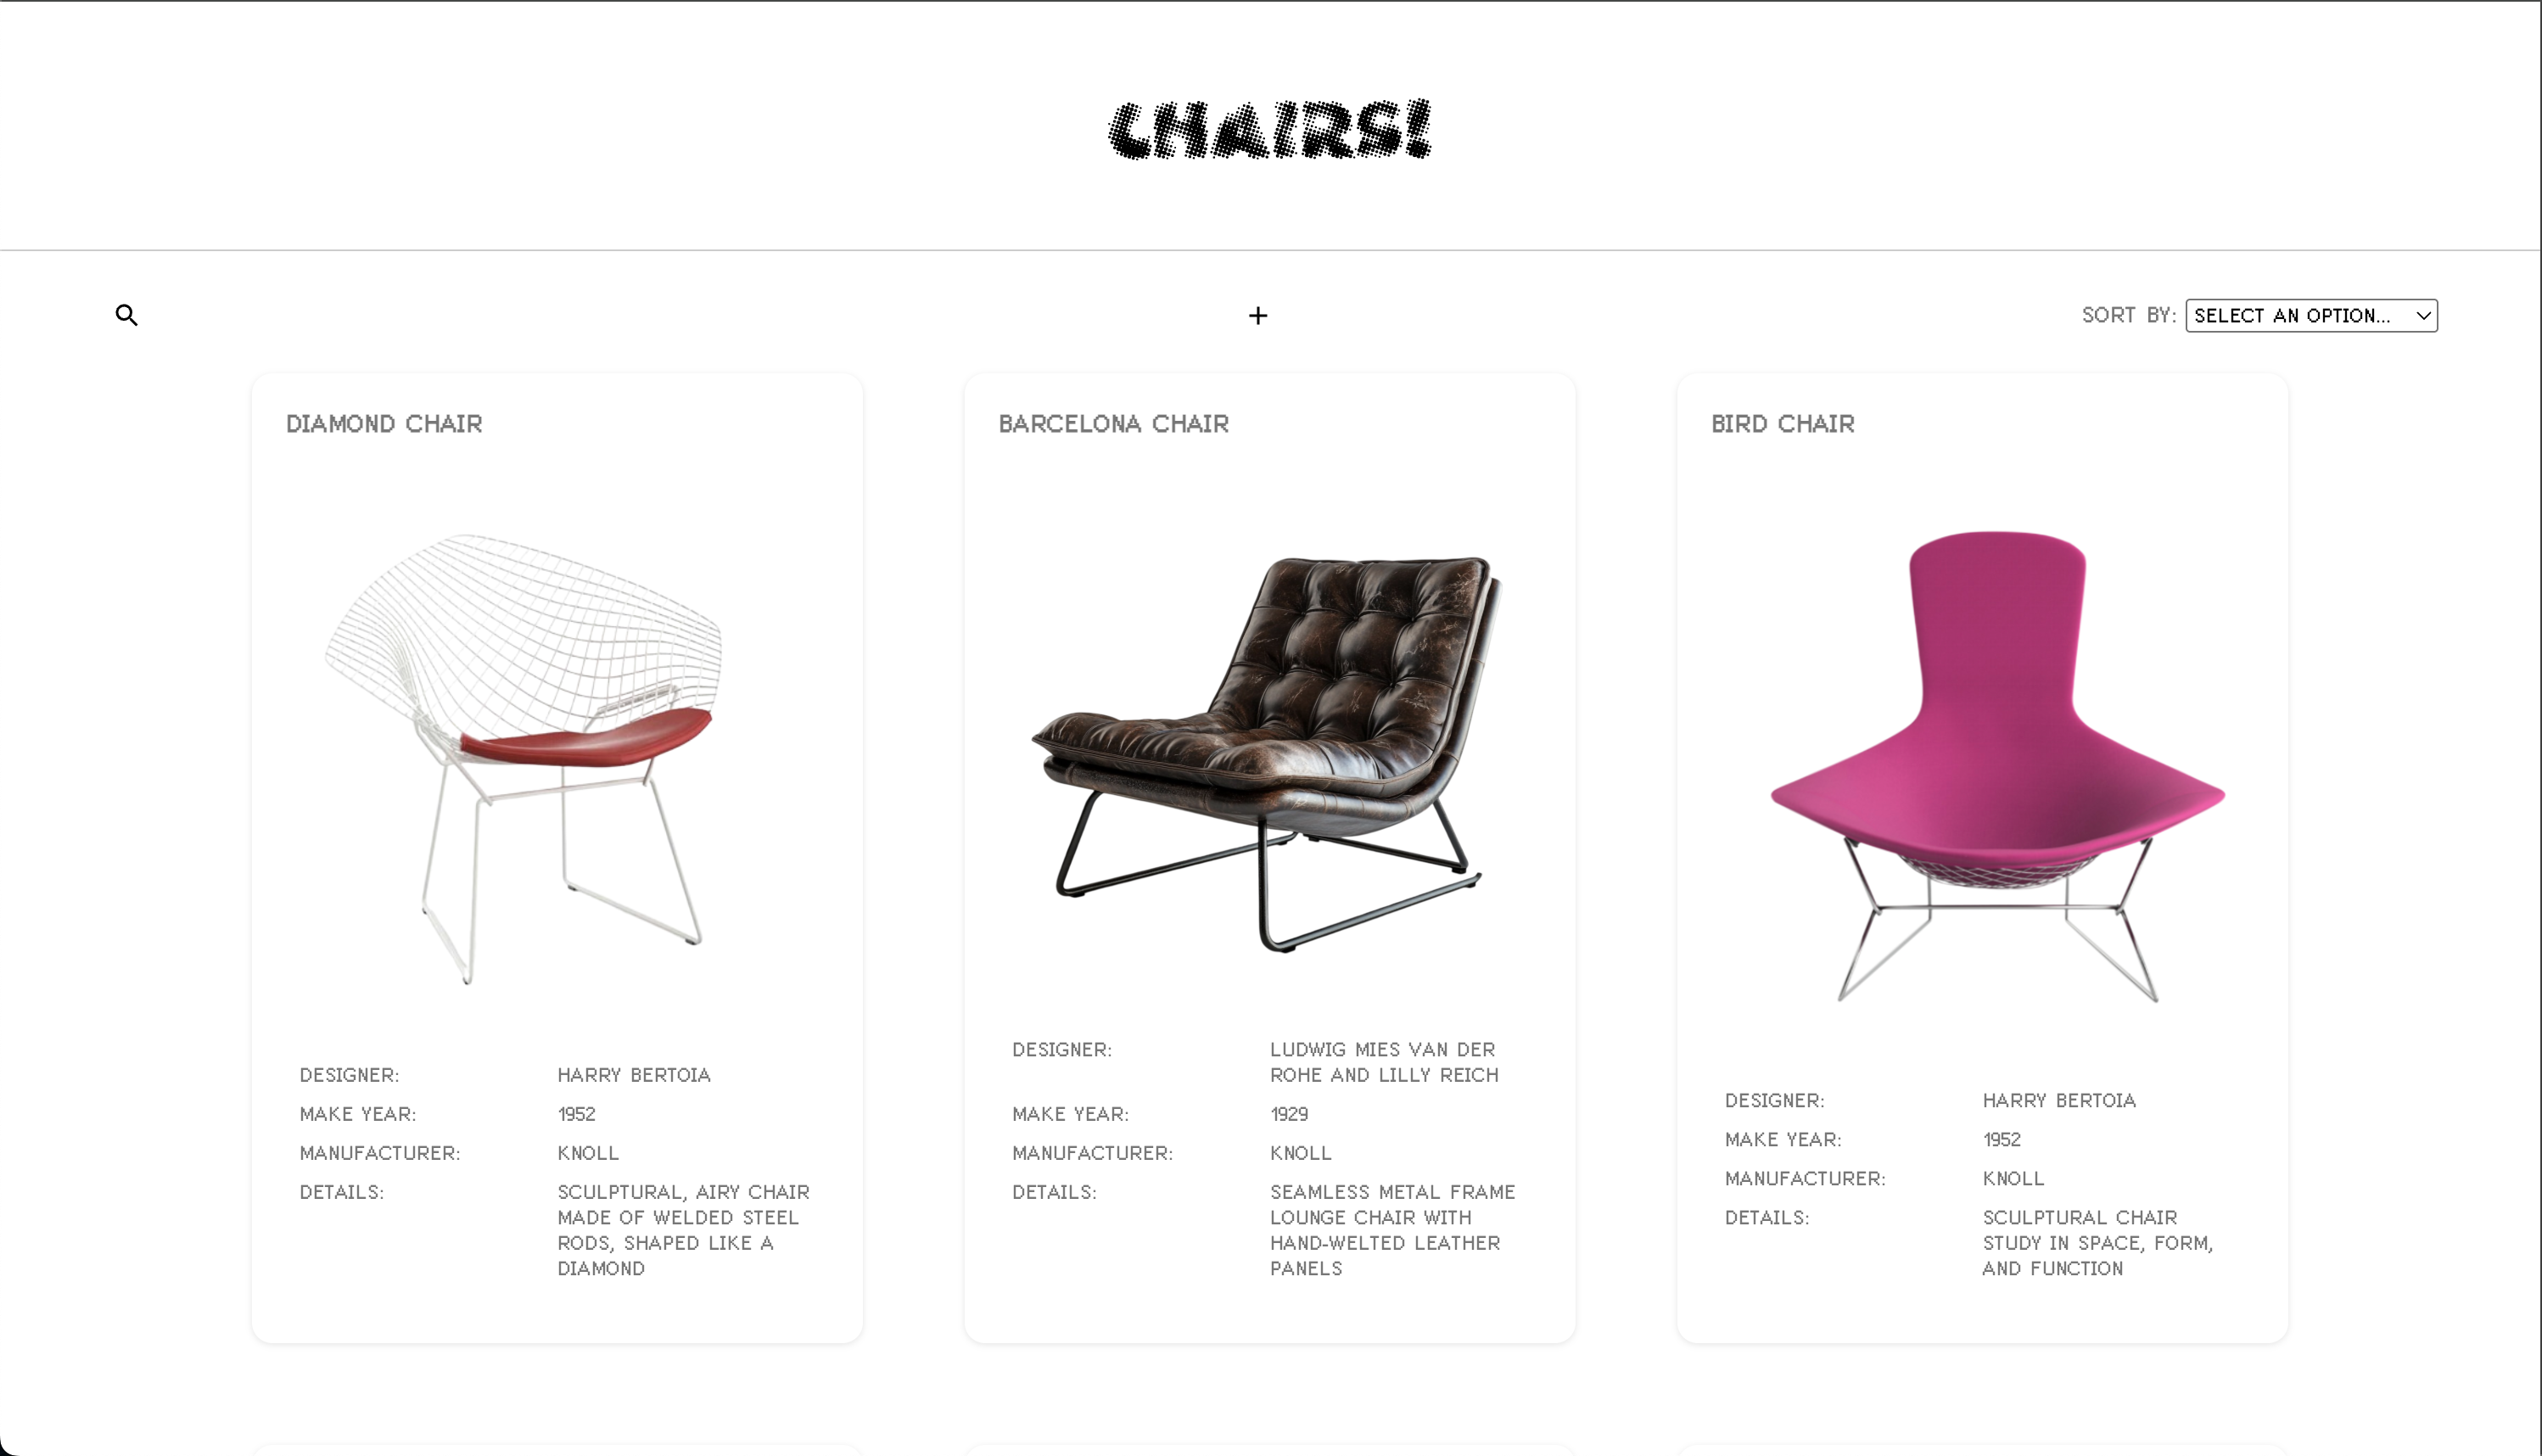 CHAIRS!
SORT BY: SELECT AN OPTION...
DIAMOND CHAIR
DESIGNER: HARRY BERTOIA
MAKE YEAR: 1952
MANUFACTURER: KNOLL
DETAILS: SCULPTURAL, AIRY CHAIR
MADE OF WELDED STEEL
RODS, SHAPED LIKE A
DIAMOND
BARCELONA CHAIR
DESIGNER: LUDWIG MIES VAN DER
ROHE AND LILLY REICH
MAKE YEAR: 1929
MANUFACTURER: KNOLL
DETAILS: SEAMLESS METAL FRAME
LOUNGE CHAIR WITH
HAND-WELTED LEATHER
PANELS
BIRD CHAIR
DESIGNER: HARRY BERTOIA
MAKE YEAR: 1952
MANUFACTURER: KNOLL
DETAILS: SCULPTURAL CHAIR
STUDY IN SPACE, FORM,
AND FUNCTION